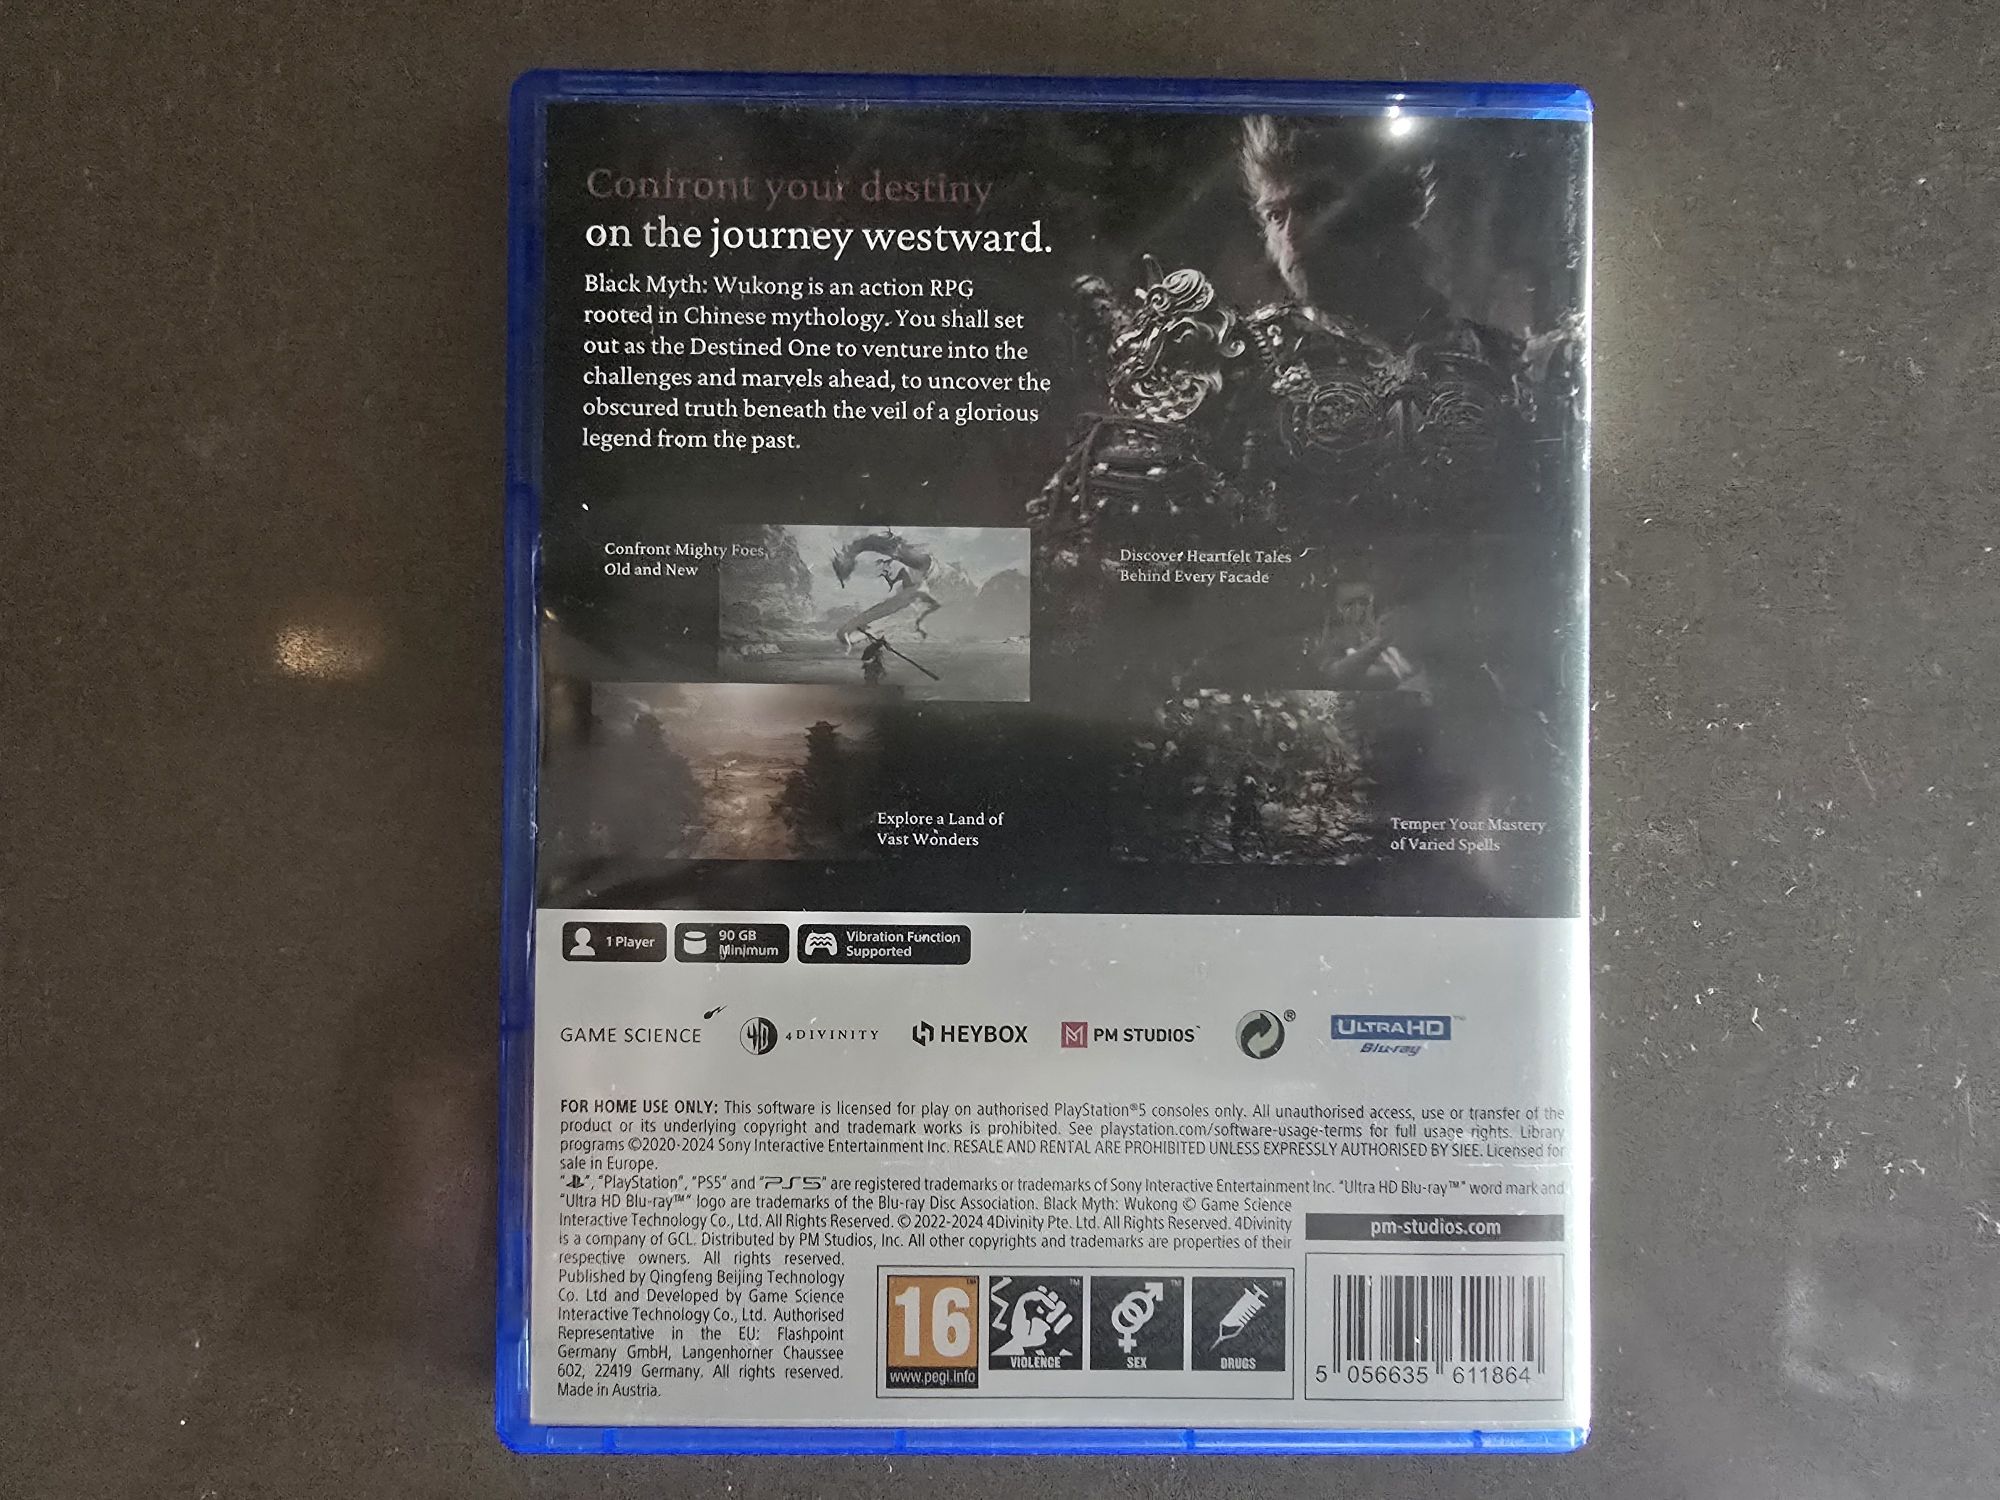 Confront your destiny
on the journey westward.
Black Myth: Wukong is an action RPG
rooted in Chinese mythology. You shall set
out as the Destined One to venture into the
challenges and marvels ahead, to uncover the
obscured truth beneath the veil of a glorious
legend from the past.
Confront Mighty Foes,
Old and New
Discover Heartfelt Tales
Behind Every Facade
Explore a Land of
Vast Wonders
Temper Your Mastery
of Varied Spells
1 Player
90 GB
Minimum
Vibration Function
Supported
GAME SCIENCE
4D 4DIVINITY
HEYBOX
PM STUDIOS
®
ULTRA HD™
Blu-ray
FOR HOME USE ONLY: This software is licensed for play on authorised PlayStation®5 consoles only. All unauthorised access, use or transfer of the
product or its underlying copyright and trademark works is prohibited. See playstation.com/software-usage-terms for full usage rights. Library
programs ©2020-2024 Sony Interactive Entertainment Inc. RESALE AND RENTAL ARE PROHIBITED UNLESS EXPRESSLY AUTHORISED BY SIEE. Licensed for
sale in Europe.
"PS", "PlayStation", "PS5" and "PS5" are registered trademarks or trademarks of Sony Interactive Entertainment Inc. "Ultra HD Blu-ray™" word mark and
"Ultra HD Blu-ray™" logo are trademarks of the Blu-ray Disc Association. Black Myth: Wukong © Game Science
Interactive Technology Co., Ltd. All Rights Reserved. © 2022-2024 4Divinity Pte. Ltd. All Rights Reserved. 4Divinity
is a company of GCL. Distributed by PM Studios, Inc. All other copyrights and trademarks are properties of their
respective owners. All rights reserved.
Published by Qingfeng Beijing Technology
Co. Ltd and Developed by Game Science
Interactive Technology Co., Ltd. Authorised
Representative in the EU: Flashpoint
Germany GmbH, Langenhorner Chaussee
602, 22419 Germany. All rights reserved.
Made in Austria.
pm-studios.com
16
www.pegi.info
™
VIOLENCE
™
SEX
™
DRUGS
5 056635 611864